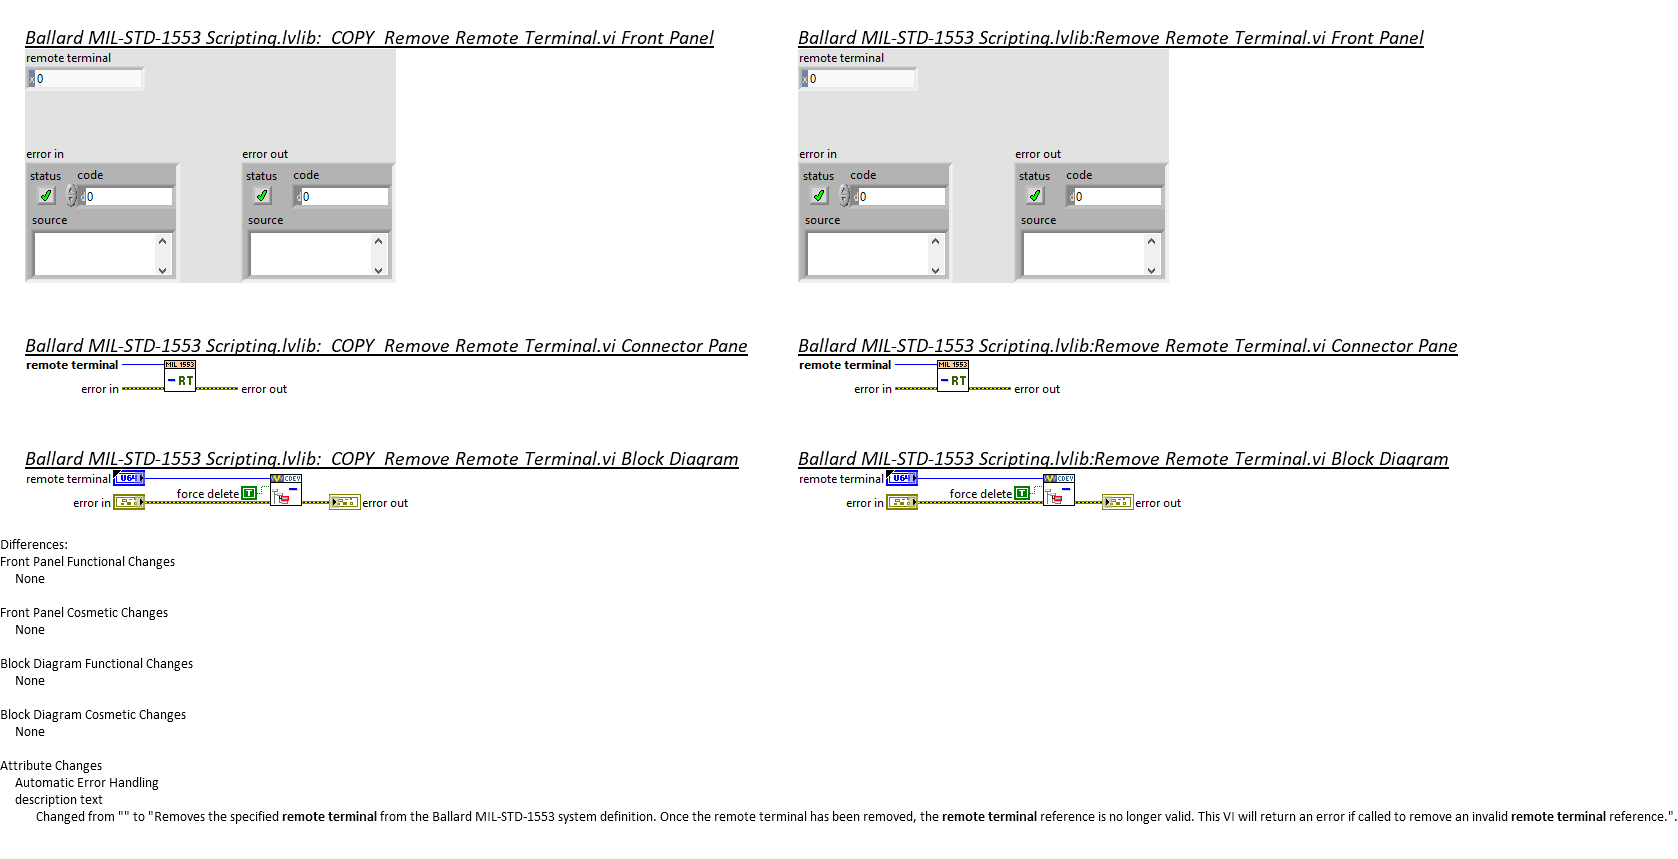 Ballard MIL-STD-1553 Scripting.lvlib:  COPY  Remove Remote Terminal.vi Front Panel
remote terminal
x 0
error in
error out
status code
d 0
source
status code
d 0
source
Ballard MIL-STD-1553 Scripting.lvlib:Remove Remote Terminal.vi Front Panel
remote terminal
x 0
error in
error out
status code
d 0
source
status code
d 0
source
Ballard MIL-STD-1553 Scripting.lvlib:  COPY  Remove Remote Terminal.vi Connector Pane
remote terminal
MIL 1553
- RT
error in
error out
Ballard MIL-STD-1553 Scripting.lvlib:Remove Remote Terminal.vi Connector Pane
remote terminal
MIL 1553
- RT
error in
error out
Ballard MIL-STD-1553 Scripting.lvlib:  COPY  Remove Remote Terminal.vi Block Diagram
remote terminal U64
V CDEV
force delete T
error in
error out
Ballard MIL-STD-1553 Scripting.lvlib:Remove Remote Terminal.vi Block Diagram
remote terminal U64
V CDEV
force delete T
error in
error out
Differences:
Front Panel Functional Changes
None
Front Panel Cosmetic Changes
None
Block Diagram Functional Changes
None
Block Diagram Cosmetic Changes
None
Attribute Changes
Automatic Error Handling
description text
Changed from "" to "Removes the specified remote terminal from the Ballard MIL-STD-1553 system definition. Once the remote terminal has been removed, the remote terminal reference is no longer valid. This VI will return an error if called to remove an invalid remote terminal reference.".